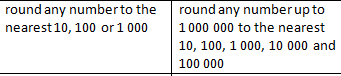 round any number to the
nearest 10, 100 or 1 000
round any number up to
1 000 000 to the nearest
10, 100, 1 000, 10 000 and
100 000